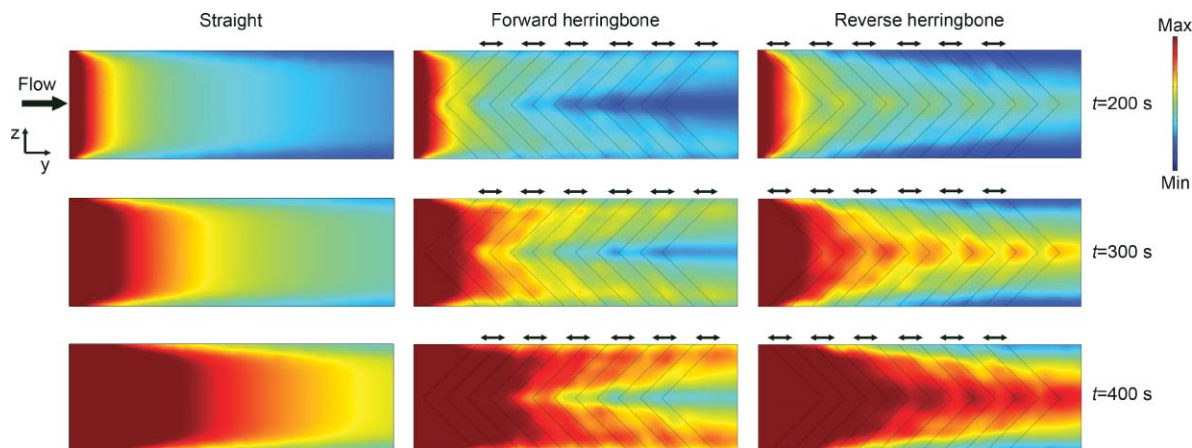 Straight
Forward herringbone
Reverse herringbone
Max
Flow
z
y
t=200 s
Min
t=300 s
t=400 s